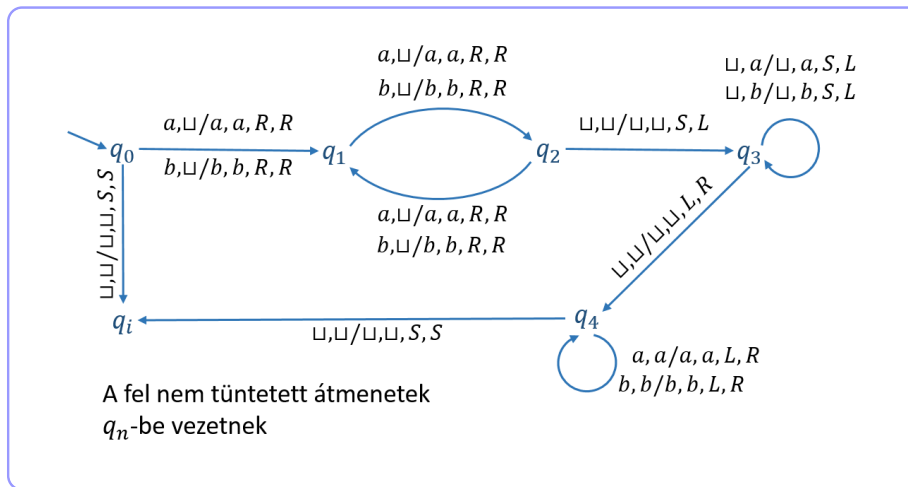 a,⊔/a, a, R, R
b,⊔/b, b, R, R
⊔, a/⊔, a, S, L
⊔, b/⊔, b, S, L
a,⊔/a, a, R, R
⊔,⊔/⊔,⊔, S, L
q₀
q₁
q₂
q₃
b,⊔/b, b, R, R
a,⊔/a, a, R, R
b,⊔/b, b, R, R
⊔,⊔/⊔,⊔, S, S
⊔,⊔/⊔,⊔, L, R
qᵢ
q₄
⊔,⊔/⊔,⊔, S, S
a, a/a, a, L, R
b, b/b, b, L, R
A fel nem tüntetett átmenetek
qₙ-be vezetnek